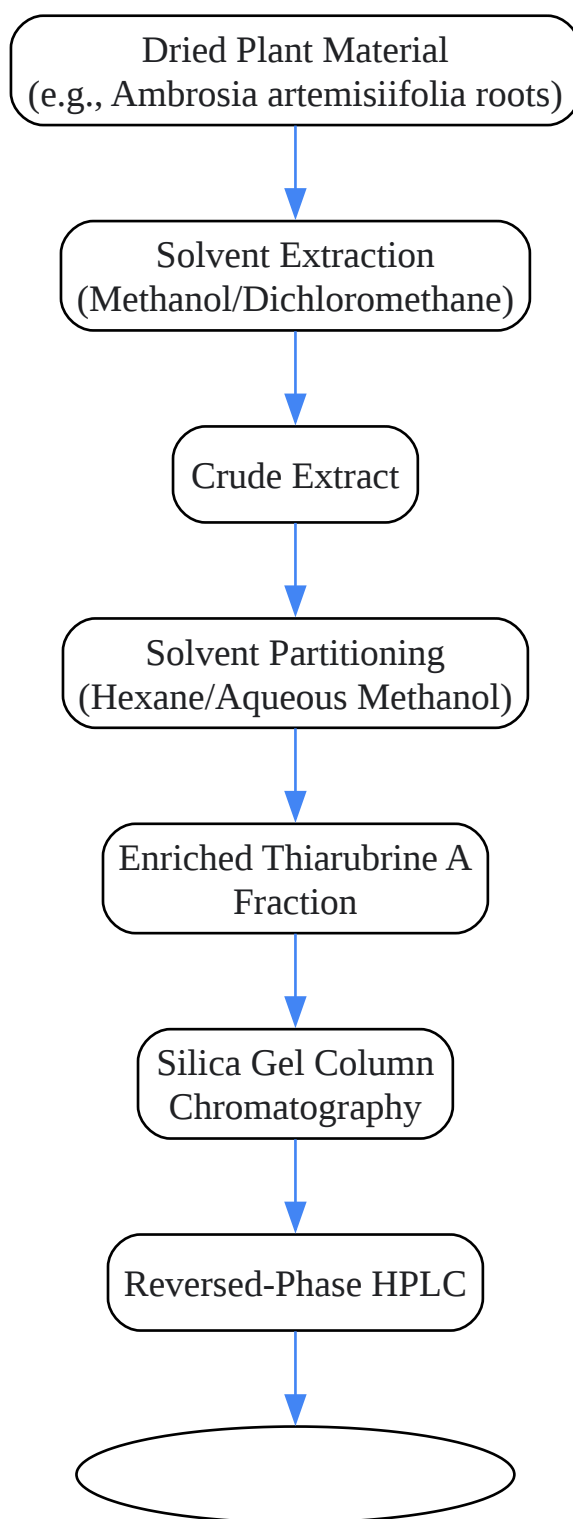 Dried Plant Material
(e.g., Ambrosia artemisiifolia roots)
Solvent Extraction
(Methanol/Dichloromethane)
Crude Extract
Solvent Partitioning
(Hexane/Aqueous Methanol)
Enriched Thiarubrine A
Fraction
Silica Gel Column
Chromatography
Reversed-Phase HPLC